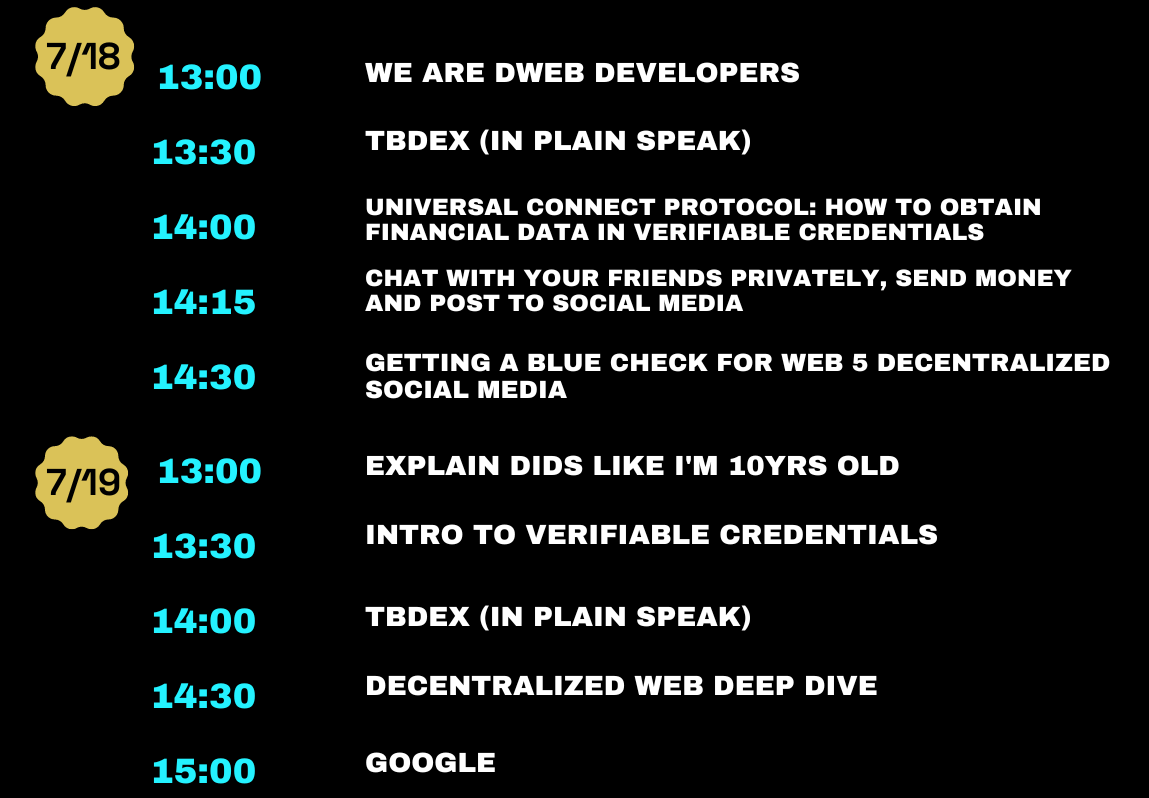 7/18
13:00 WE ARE DWEB DEVELOPERS
13:30 TBDEX (IN PLAIN SPEAK)
14:00 UNIVERSAL CONNECT PROTOCOL: HOW TO OBTAIN
FINANCIAL DATA IN VERIFIABLE CREDENTIALS
14:15 CHAT WITH YOUR FRIENDS PRIVATELY, SEND MONEY
AND POST TO SOCIAL MEDIA
14:30 GETTING A BLUE CHECK FOR WEB 5 DECENTRALIZED
SOCIAL MEDIA
7/19
13:00 EXPLAIN DIDS LIKE I'M 10YRS OLD
13:30 INTRO TO VERIFIABLE CREDENTIALS
14:00 TBDEX (IN PLAIN SPEAK)
14:30 DECENTRALIZED WEB DEEP DIVE
15:00 GOOGLE